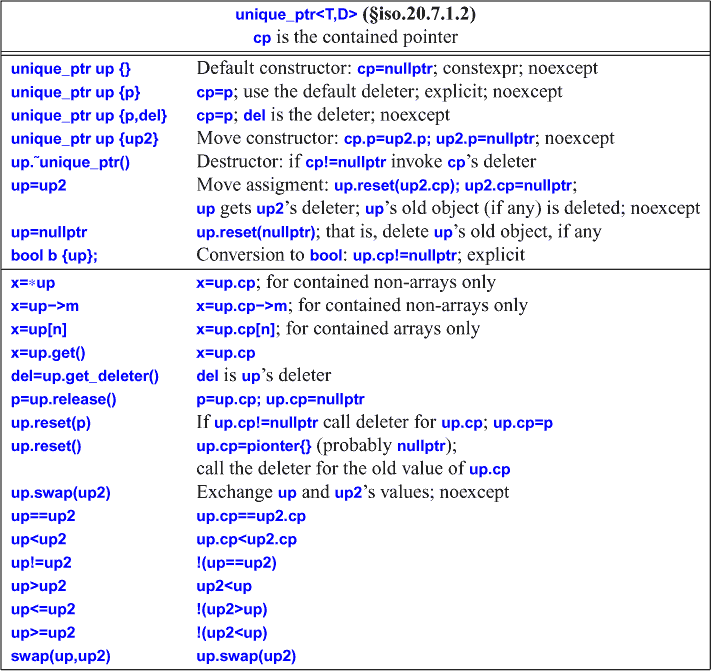 unique_ptr<T,D> (§iso.20.7.1.2)
cp is the contained pointer
unique_ptr up {} Default constructor: cp=nullptr; constexpr; noexcept
unique_ptr up {p} cp=p; use the default deleter; explicit; noexcept
unique_ptr up {p,del} cp=p; del is the deleter; noexcept
unique_ptr up {up2} Move constructor: cp.p=up2.p; up2.p=nullptr; noexcept
up.˜unique_ptr() Destructor: if cp!=nullptr invoke cp’s deleter
up=up2 Move assigment: up.reset(up2.cp); up2.cp=nullptr;
up gets up2’s deleter; up’s old object (if any) is deleted; noexcept
up=nullptr up.reset(nullptr); that is, delete up’s old object, if any
bool b {up}; Conversion to bool: up.cp!=nullptr; explicit
x=∗up x=up.cp; for contained non-arrays only
x=up−>m x=up.cp−>m; for contained non-arrays only
x=up[n] x=up.cp[n]; for contained arrays only
x=up.get() x=up.cp
del=up.get_deleter() del is up’s deleter
p=up.release() p=up.cp; up.cp=nullptr
up.reset(p) If up.cp!=nullptr call deleter for up.cp; up.cp=p
up.reset() up.cp=pionter{} (probably nullptr);
call the deleter for the old value of up.cp
up.swap(up2) Exchange up and up2’s values; noexcept
up==up2 up.cp==up2.cp
up<up2 up.cp<up2.cp
up!=up2 !(up==up2)
up>up2 up2<up
up<=up2 !(up2>up)
up>=up2 !(up2<up)
swap(up,up2) up.swap(up2)